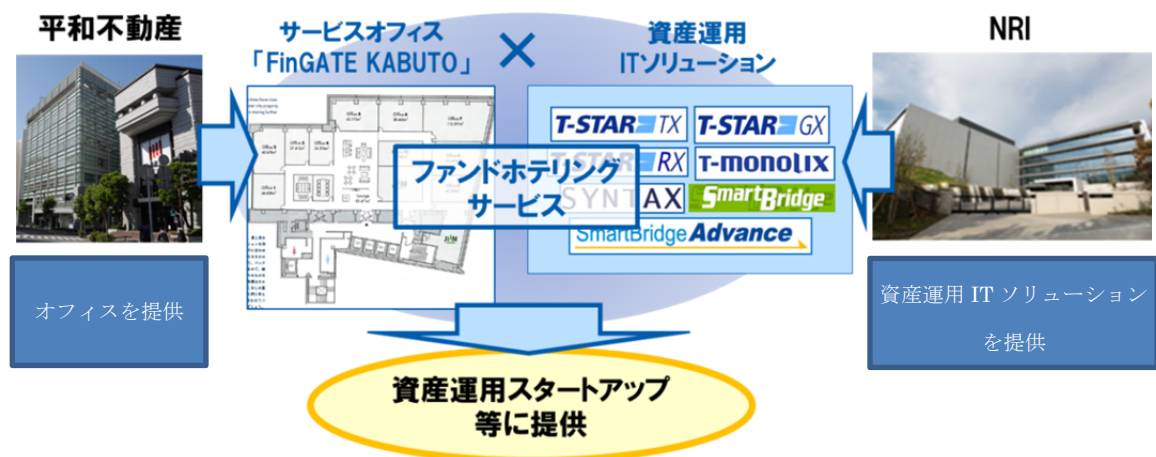 平和不動産
サービスオフィス
「FinGATE KABUTO」
×
資産運用
ITソリューション
NRI
T-STAR TX
T-STAR GX
T-STAR RX
T-MONOLIX
SYNTAX
SmartBridge
SmartBridge Advance
ファンドホテリング
サービス
オフィスを提供
資産運用 IT ソリューション
を提供
資産運用スタートアップ
等に提供